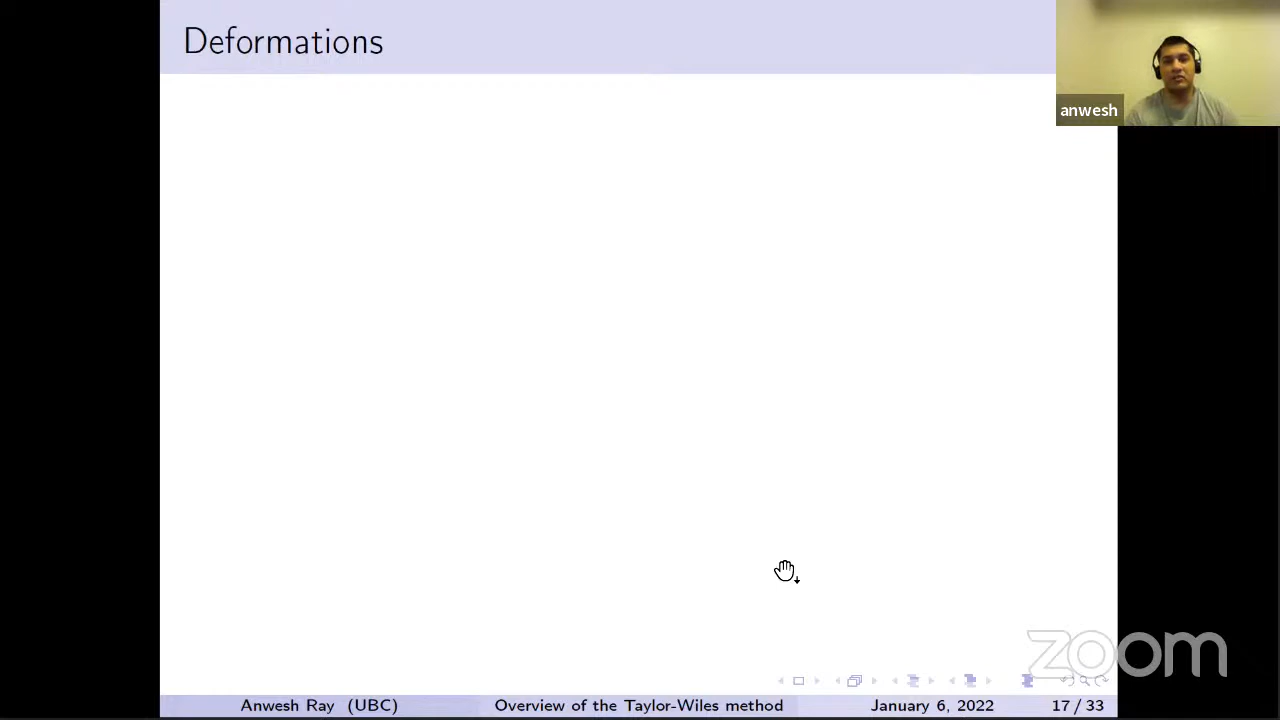 Deformations
anwesh
zoom
Anwesh Ray (UBC) Overview of the Taylor-Wiles method January 6, 2022 17 / 33